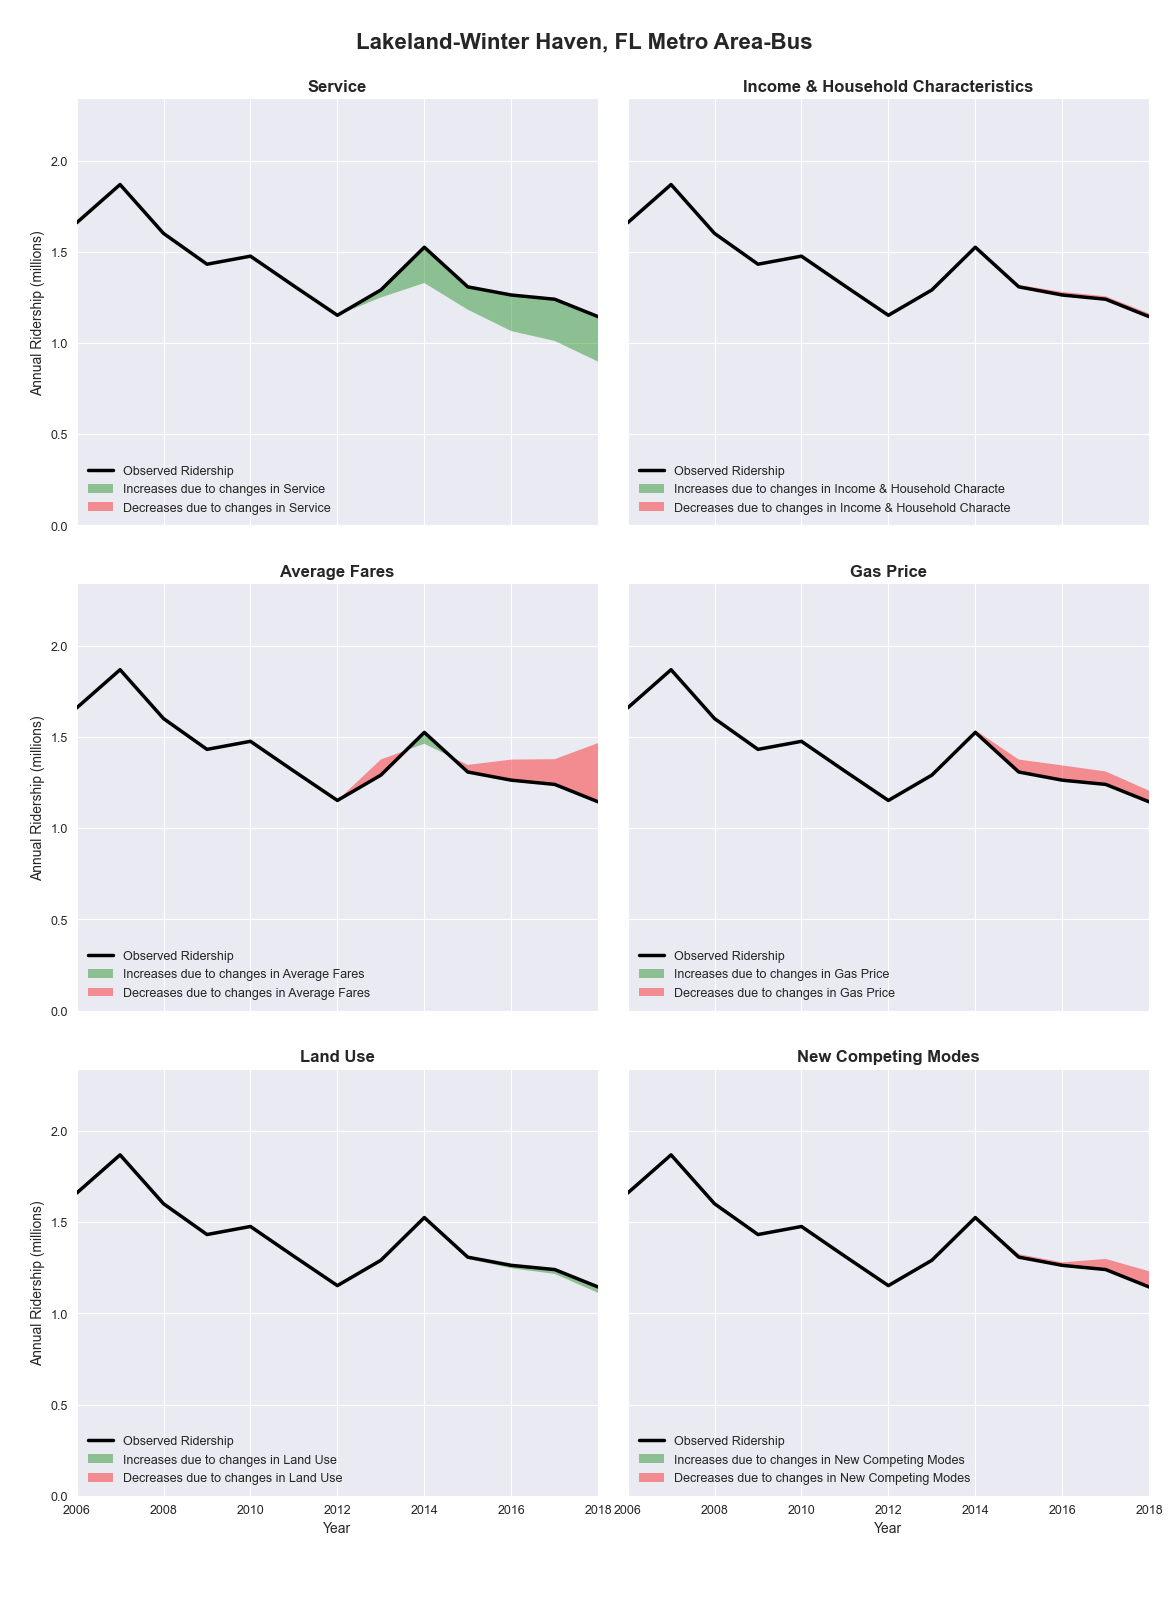 Lakeland-Winter Haven, FL Metro Area-Bus
Service
Income & Household Characteristics
2.0
1.5
1.0
0.5
0.0
Annual Ridership (millions)
Observed Ridership
Increases due to changes in Service
Decreases due to changes in Service
Observed Ridership
Increases due to changes in Income & Household Characte
Decreases due to changes in Income & Household Characte
Average Fares
Gas Price
2.0
1.5
1.0
0.5
0.0
Annual Ridership (millions)
Observed Ridership
Increases due to changes in Average Fares
Decreases due to changes in Average Fares
Observed Ridership
Increases due to changes in Gas Price
Decreases due to changes in Gas Price
Land Use
New Competing Modes
2.0
1.5
1.0
0.5
0.0
Annual Ridership (millions)
Observed Ridership
Increases due to changes in Land Use
Decreases due to changes in Land Use
Observed Ridership
Increases due to changes in New Competing Modes
Decreases due to changes in New Competing Modes
2006 2008 2010 2012 2014 2016 2018
2006 2008 2010 2012 2014 2016 2018
Year
Year